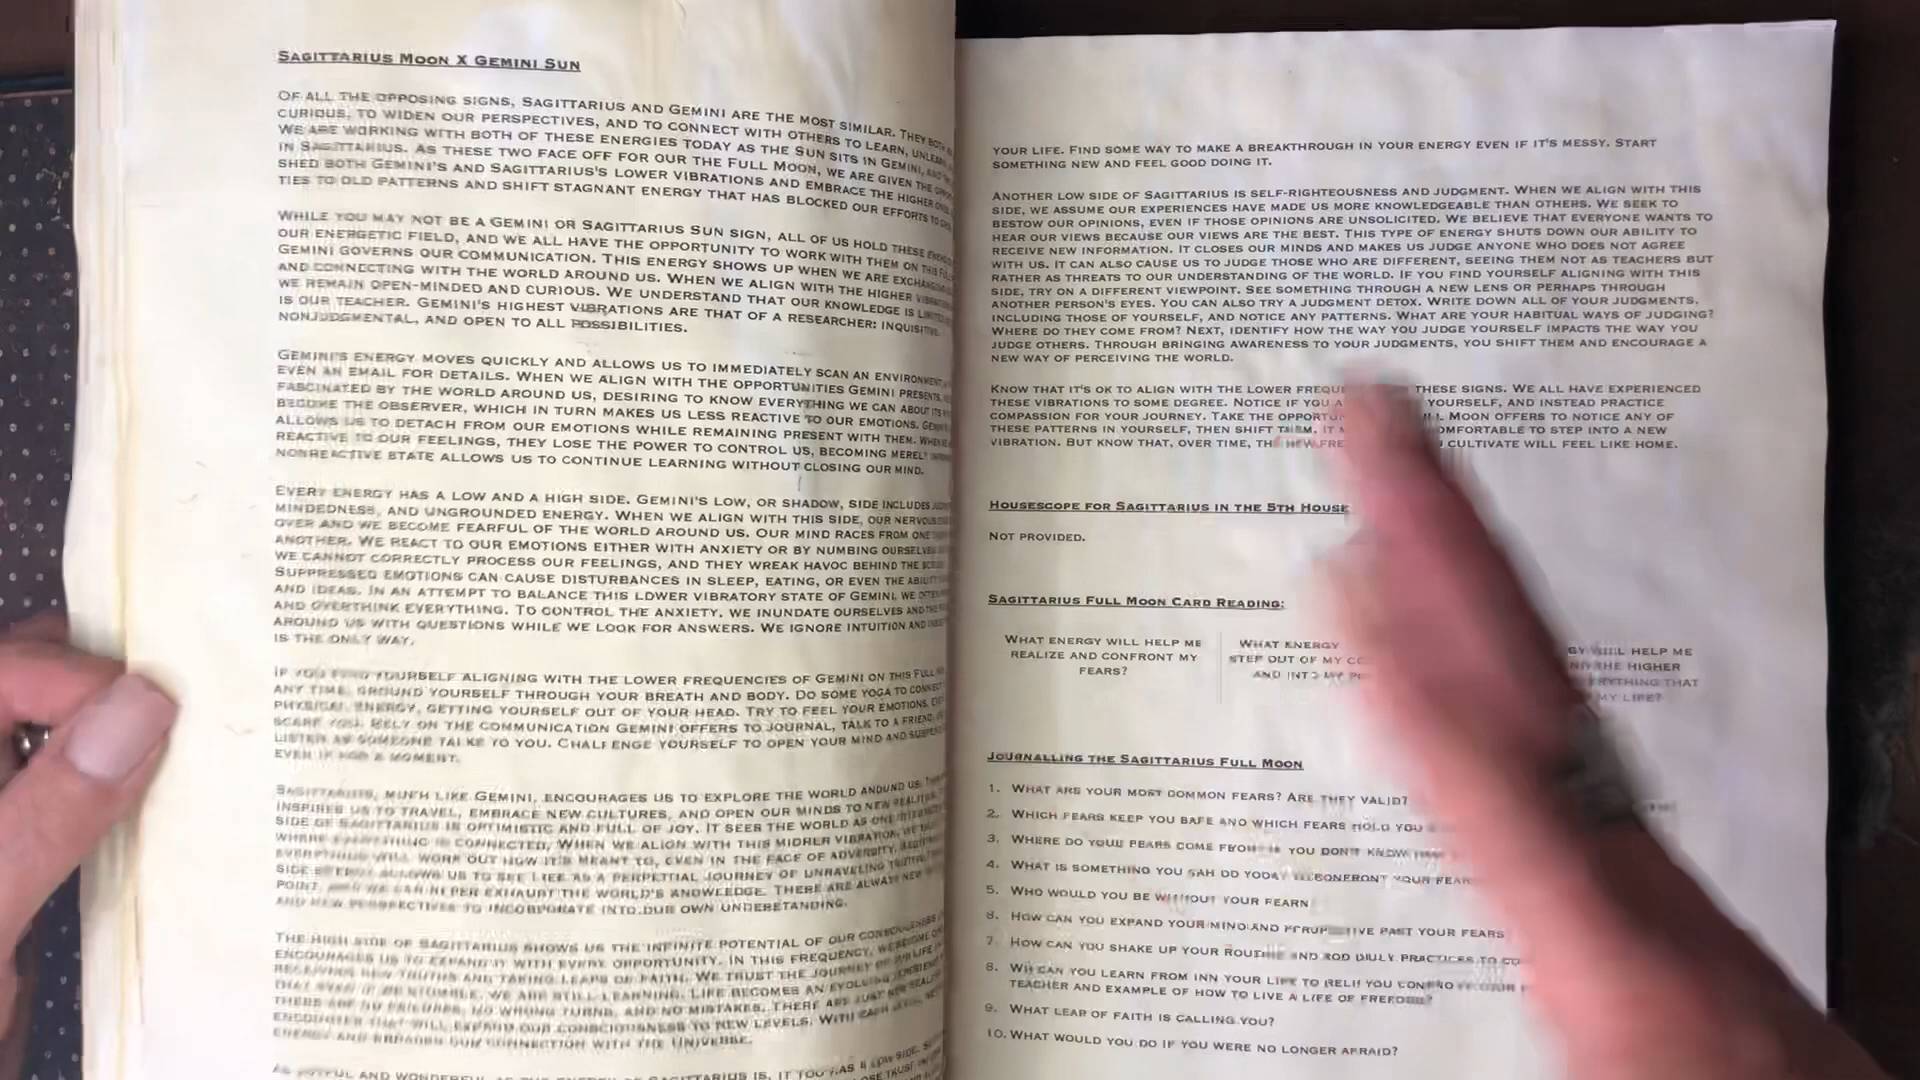 Sagittarius Moon X Gemini Sun
Of all the opposing signs, Sagittarius and Gemini are the most similar. They both
curious, to widen our perspectives, and to connect with others to learn, unlearn,
We are working with both of these energies today as the Sun sits in Gemini, and
in Sagittarius. As these two face off for our the Full Moon, we are given the
shed both Gemini's and Sagittarius's lower vibrations and embrace the higher
ties to old patterns and shift stagnant energy that has blocked our efforts to
While you may not be a Gemini or Sagittarius Sun sign, all of us hold these
our energetic field, and we all have the opportunity to work with them on this
Gemini governs our communication. This energy shows up when we are
and connecting with the world around us. When we align with the higher
we remain open-minded and curious. We understand that our knowledge is
is our teacher. Gemini's highest vibrations are that of a researcher: inquisitive,
nonjudgmental, and open to all possibilities.
Gemini's energy moves quickly and allows us to immediately scan an environment
even an email for details. When we align with the opportunities Gemini presents,
fascinated by the world around us, desiring to know everything we can about
become the observer, which in turn makes us less reactive to our emotions.
allows us to detach from our emotions while remaining present with them. When
reactive to our feelings, they lose the power to control us, becoming merely
nonreactive state allows us to continue learning without closing our mind.
Every energy has a low and a high side. Gemini's low, or shadow, side includes
mindedness, and ungrounded energy. When we align with this side, our nervous
over and we become fearful of the world around us. Our mind races from one
another. We react to our emotions either with anxiety or by numbing ourselves
we cannot correctly process our feelings, and they wreak havoc behind the
Suppressed emotions can cause disturbances in sleep, eating, or even the
and ideas. In an attempt to balance this lower vibratory state of Gemini, we
and overthink everything. To control the anxiety, we inundate ourselves and
around us with questions while we look for answers. We ignore intuition and
is the only way.
If you find yourself aligning with the lower frequencies of Gemini on this Full
any time, ground yourself through your breath and body. Do some yoga to connect
physical energy, getting yourself out of your head. Try to feel your emotions,
scare you. Rely on the communication Gemini offers to journal, talk to a friend,
listen as someone talks to you. Challenge yourself to open your mind and
even if for a moment.
Sagittarius, much like Gemini, encourages us to explore the world around us.
inspires us to travel, embrace new cultures, and open our minds to new
side of Sagittarius is optimistic and full of joy. It sees the world as one
where everything is connected. When we align with this higher vibration, we
everything will work out how it's meant to, even in the face of adversity.
side allows us to see life as a perpetual journey of unraveling
point, and we can never exhaust the world's knowledge. There are always new
and new perspectives to incorporate into our own understanding.
The high side of Sagittarius shows us the infinite potential of our consciousness
encourages us to expand it with every opportunity. In this frequency, we become
receiving new truths and taking leaps of faith. We trust the journey of our life
that even if we stumble, we are still learning. Life becomes an evolving
There are no failures, no wrong turns, and no mistakes. There are just new
encounter that will expand our consciousness to new levels. With each
energy and broaden our connection with the Universe.
As joyful and wonderful as the energy of Sagittarius is, it too has a low side.
your life. Find some way to make a breakthrough in your energy even if it's messy. Start
something new and feel good doing it.
Another low side of Sagittarius is self-righteousness and judgment. When we align with this
side, we assume our experiences have made us more knowledgeable than others. We seek to
bestow our opinions, even if those opinions are unsolicited. We believe that everyone wants to
hear our views because our views are the best. This type of energy shuts down our ability to
receive new information. It closes our minds and makes us judge anyone who does not agree
with us. It can also cause us to judge those who are different, seeing them not as teachers but
rather as threats to our understanding of the world. If you find yourself aligning with this
side, try on a different viewpoint. See something through a new lens or perhaps through
another person's eyes. You can also try a judgment detox. Write down all of your judgments,
including those of yourself, and notice any patterns. What are your habitual ways of judging?
Where do they come from? Next, identify how the way you judge yourself impacts the way you
judge others. Through bringing awareness to your judgments, you shift them and encourage a
new way of perceiving the world.
Know that it's ok to align with the lower these signs. We all have experienced
these vibrations to some degree. Notice if you yourself, and instead practice
compassion for your journey. Take the Moon offers to notice any of
these patterns in yourself, then shift them. It to step into a new
vibration. But know that, over time, cultivate will feel like home.
Housescope for Sagittarius in the 5th House
Not provided.
Sagittarius Full Moon Card Reading:
What energy will help me
realize and confront my
fears?
What energy
step out of my
and into my
will help me
the higher
that
my life?
Journalling the Sagittarius Full Moon
1. What are your most common fears? Are they valid?
2. Which fears keep you safe and which fears hold you
3. Where do your fears come from? If you don't know
4. What is something you can do today to confront your
5. Who would you be without your fears
6. How can you expand your mind and perspective past your fears
7. How can you shake up your routine and daily practices to
8. can you learn from in your life to help you
teacher and example of how to live a life of freedom?
9. What leap of faith is calling you?
10. What would you do if you were no longer afraid?